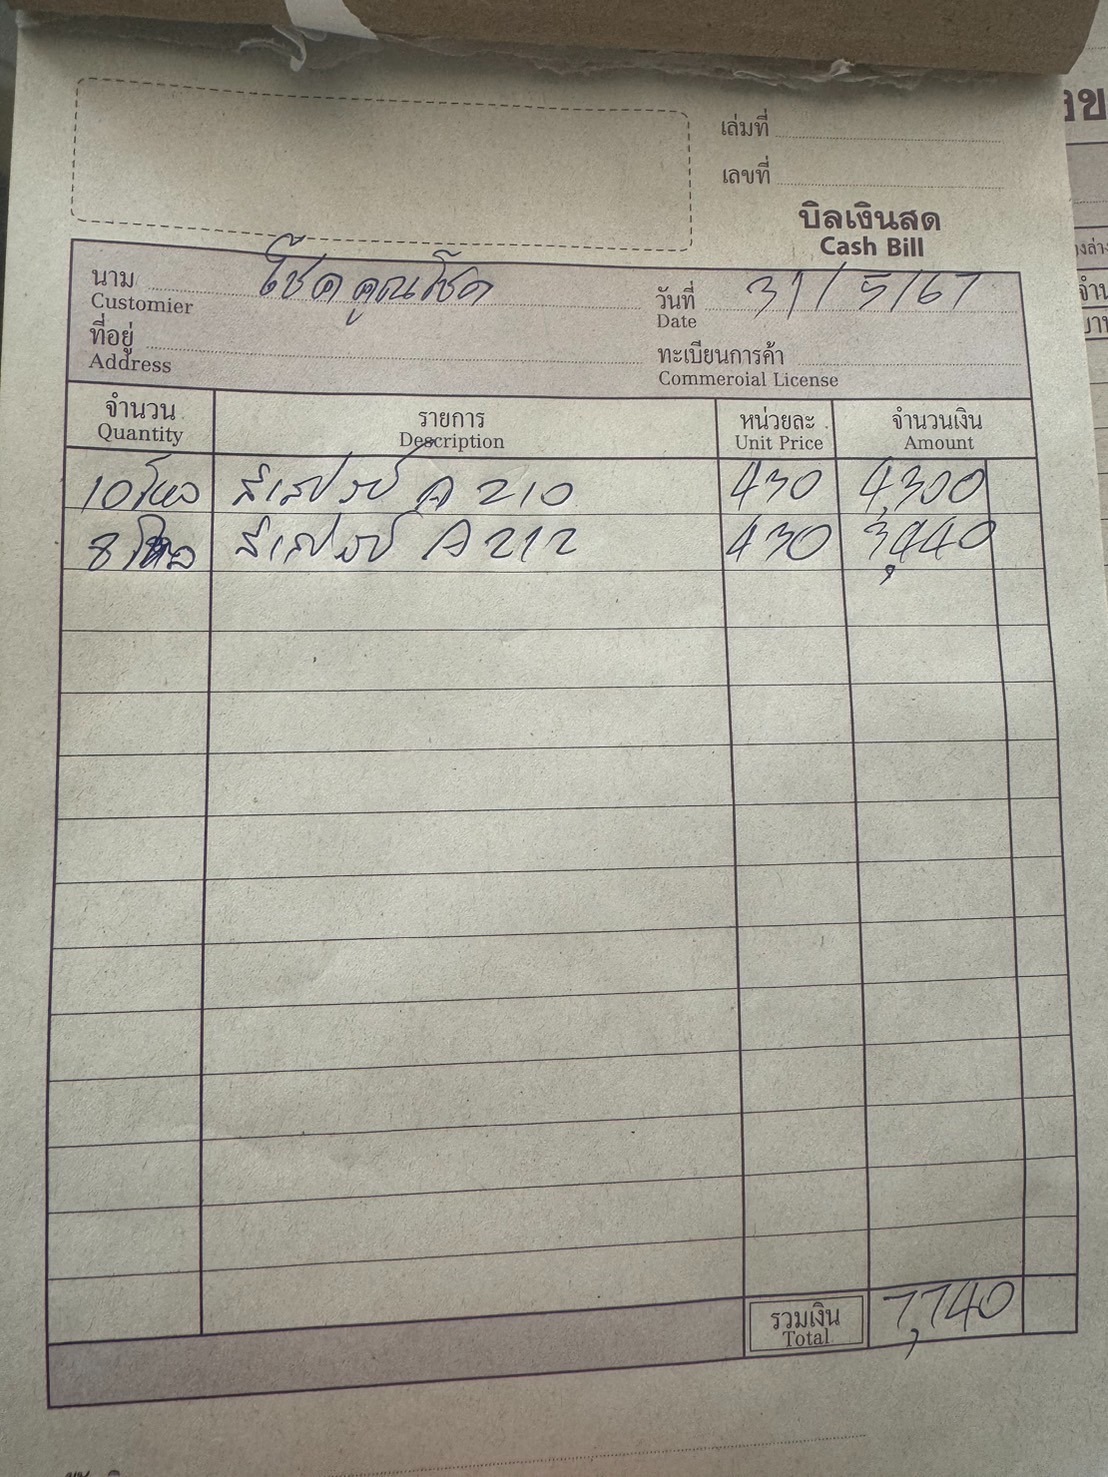 เล่มที่
เลขที่
บิลเงินสด
Cash Bill
นาม โชคคูณโชค
Customier
วันที่ 31/5/67
Date
ที่อยู่
Address
ทะเบียนการค้า
Commeroial License
จำนวน รายการ หน่วยละ จำนวนเงิน
Quantity Description Unit Price Amount
10โหล สีสเปรย์ A210 430 4,300
8โหล สีสเปรย์ A212 430 3,440
รวมเงิน 7,740
Total